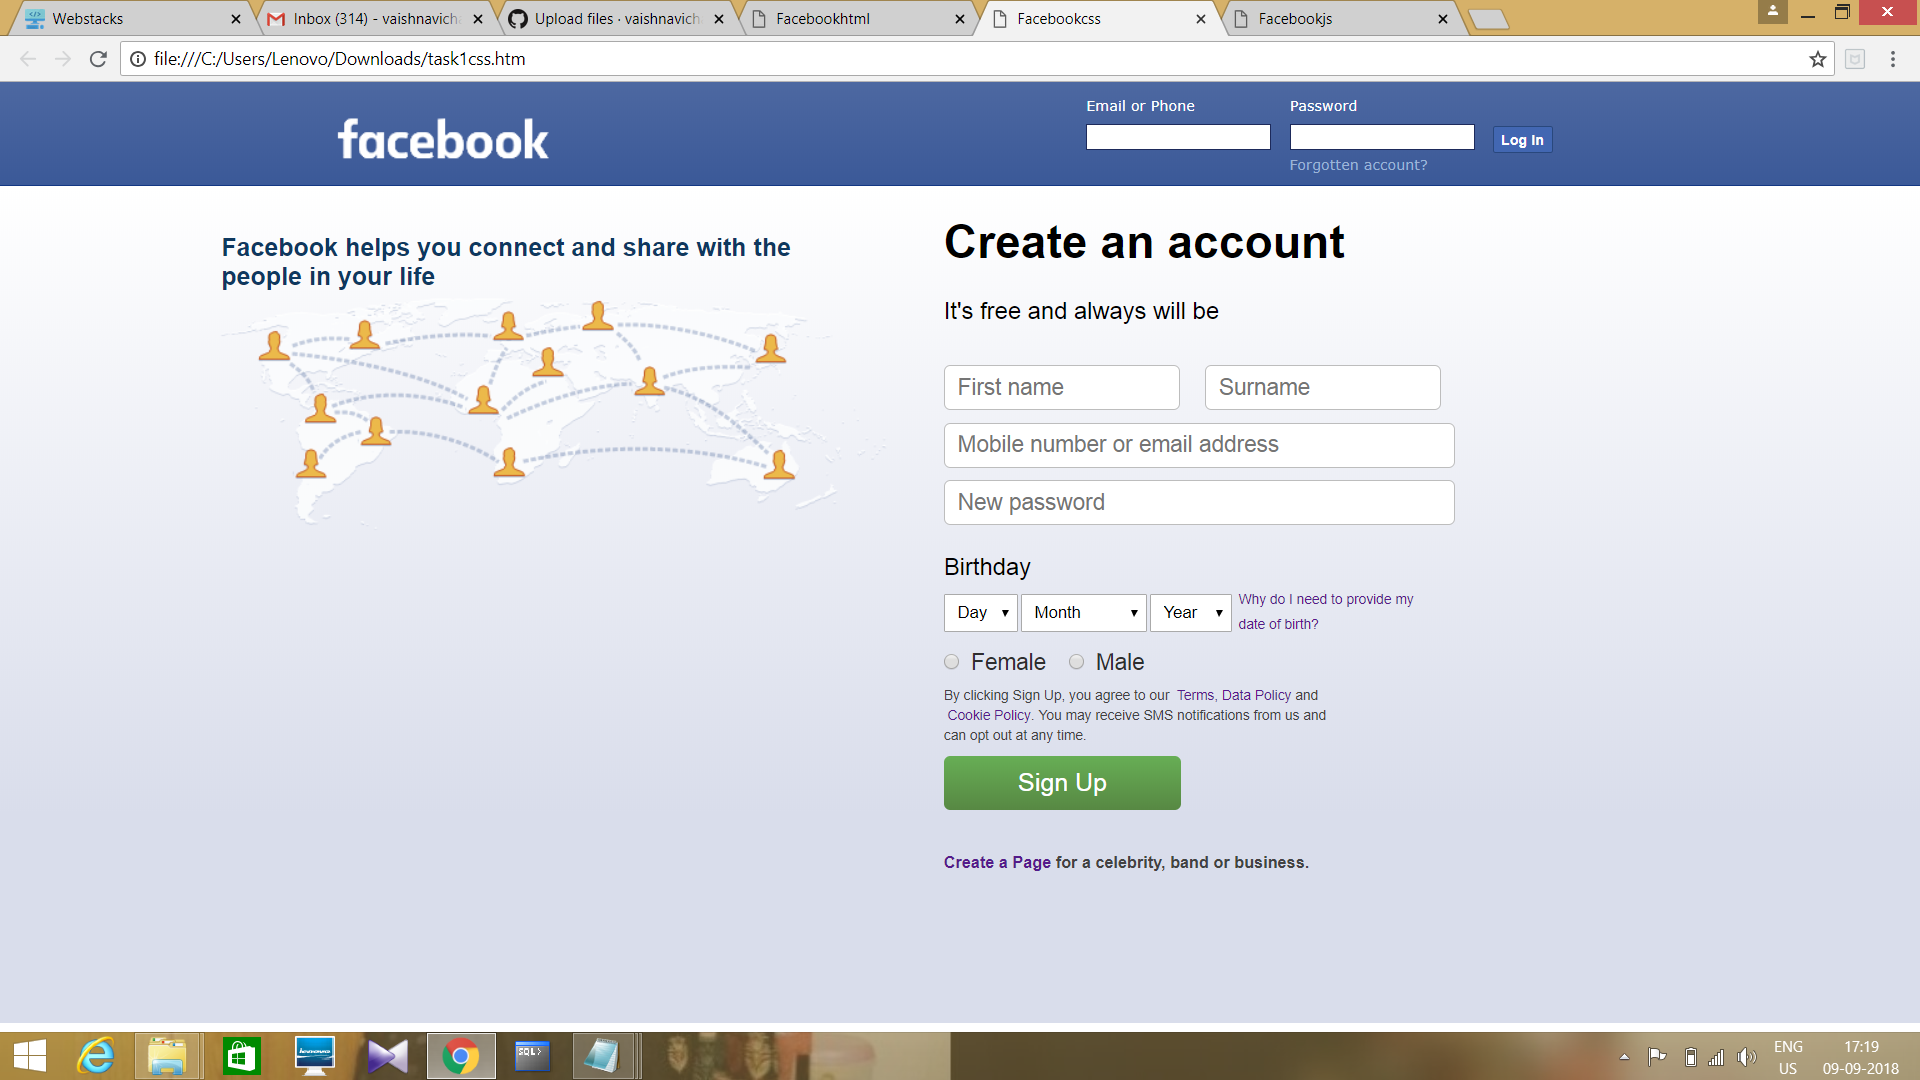 Webstacks
Inbox (314) - vaishnavich
Upload files · vaishnavich
Facebookhtml
Facebookcss
Facebookjs
file:///C:/Users/Lenovo/Downloads/task1css.htm
Email or Phone
Password
facebook
Log In
Forgotten account?
Facebook helps you connect and share with the
people in your life
Create an account
It's free and always will be
First name
Surname
Mobile number or email address
New password
Birthday
Day
Month
Year
Why do I need to provide my
date of birth?
Female
Male
By clicking Sign Up, you agree to our Terms, Data Policy and
Cookie Policy. You may receive SMS notifications from us and
can opt out at any time.
Sign Up
Create a Page for a celebrity, band or business.
SQL>
ENG
US
17:19
09-09-2018